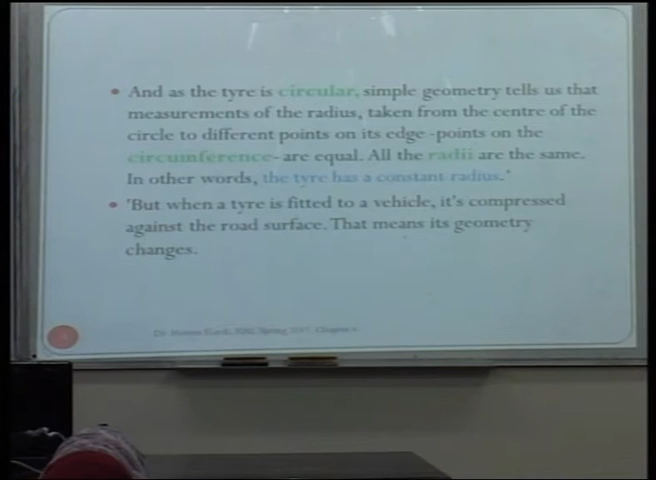 And as the tyre is circular, simple geometry tells us that
measurements of the radius, taken from the centre of the
circle to different points on its edge -points on the
circumference- are equal. All the radii are the same.
In other words, the tyre has a constant radius.'
'But when a tyre is fitted to a vehicle, it's compressed
against the road surface. That means its geometry
changes.
Dr. Spring Chapter